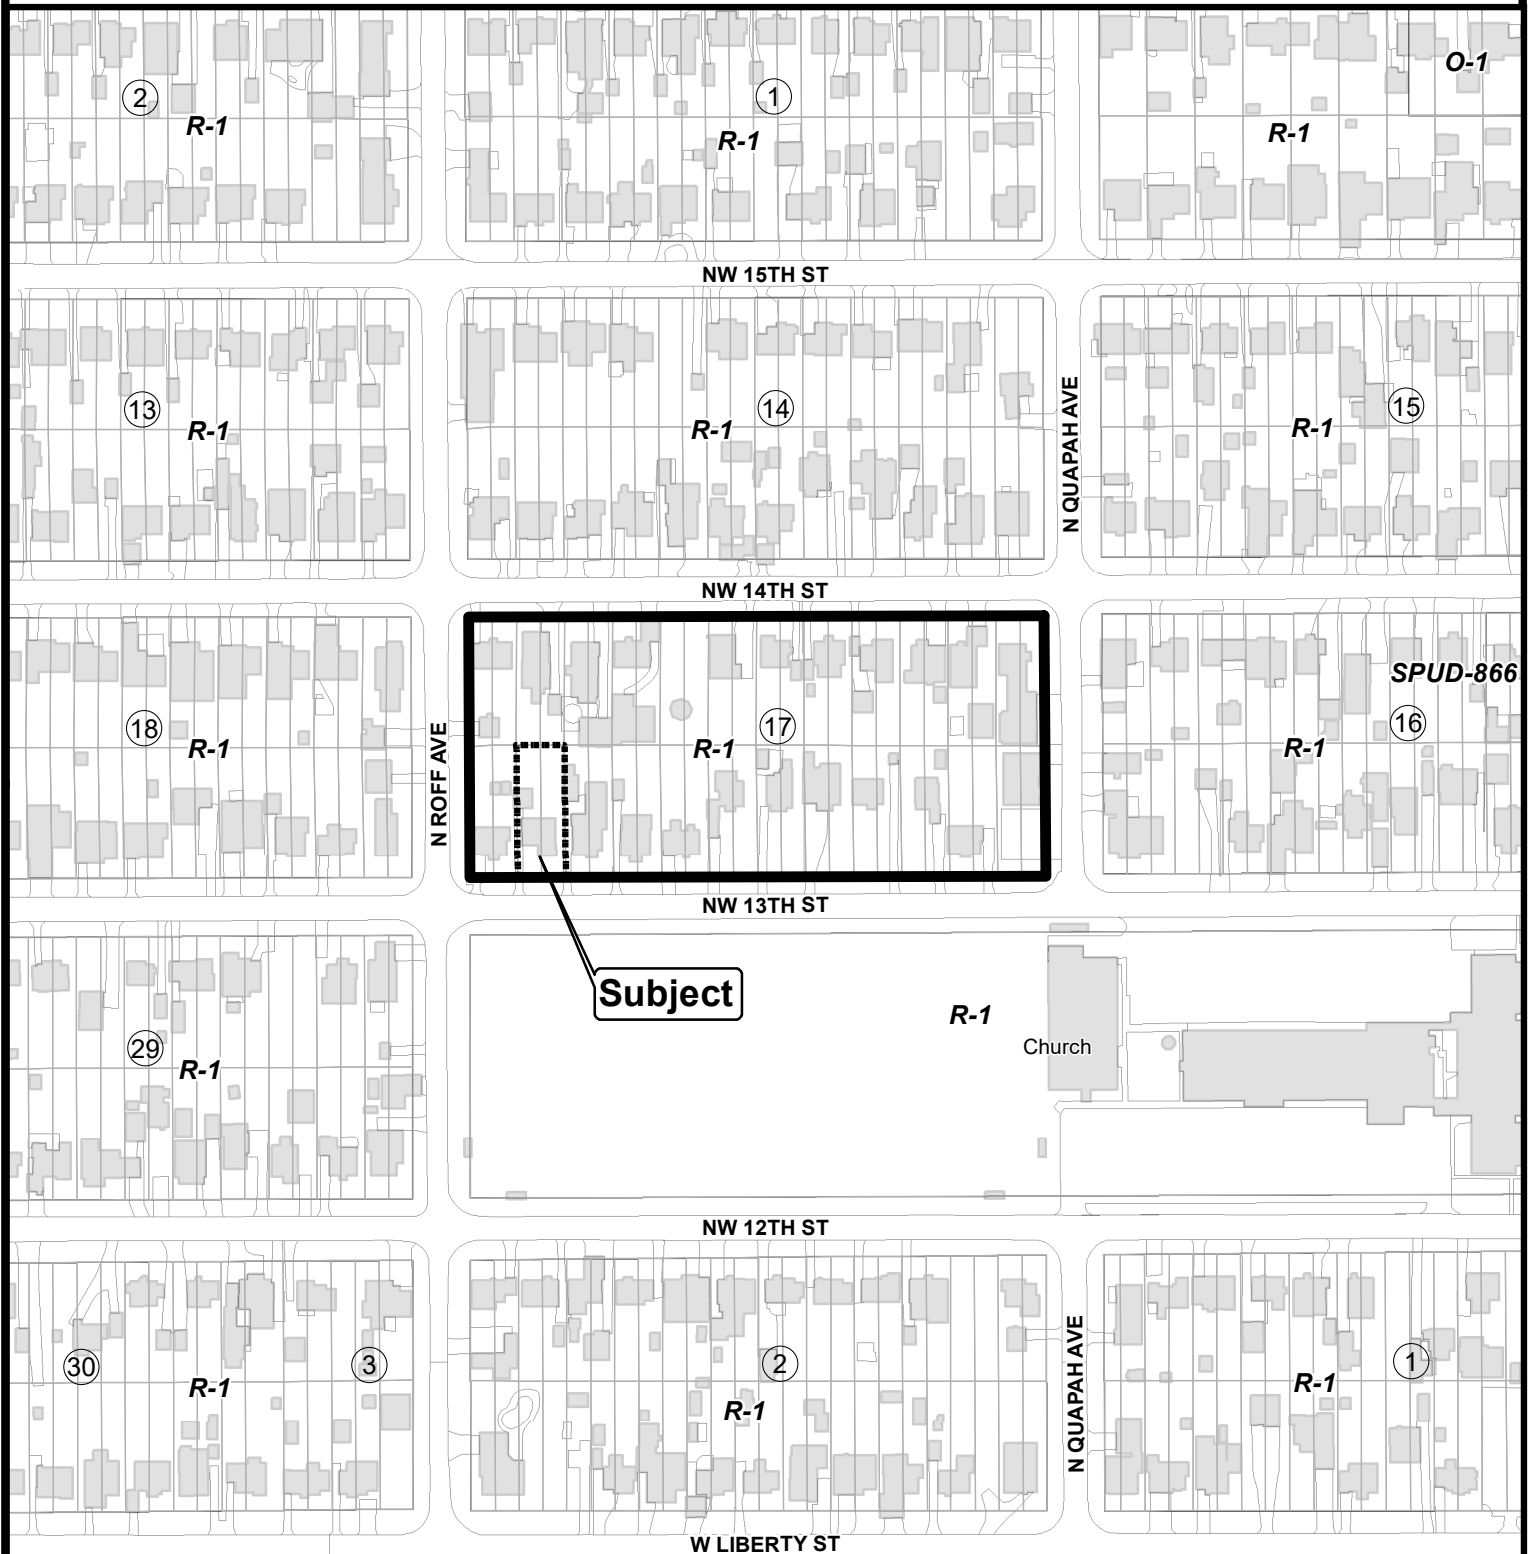 O-1
2
1
R-1
R-1
R-1
NW 15TH ST
13
14
15
R-1
R-1
R-1
N QUAPAH AVE
NW 14TH ST
SPUD-866
18
17
16
R-1
R-1
R-1
N ROFF AVE
NW 13TH ST
Subject
R-1
Church
29
R-1
NW 12TH ST
30
3
2
1
R-1
R-1
R-1
N QUAPAH AVE
W LIBERTY ST